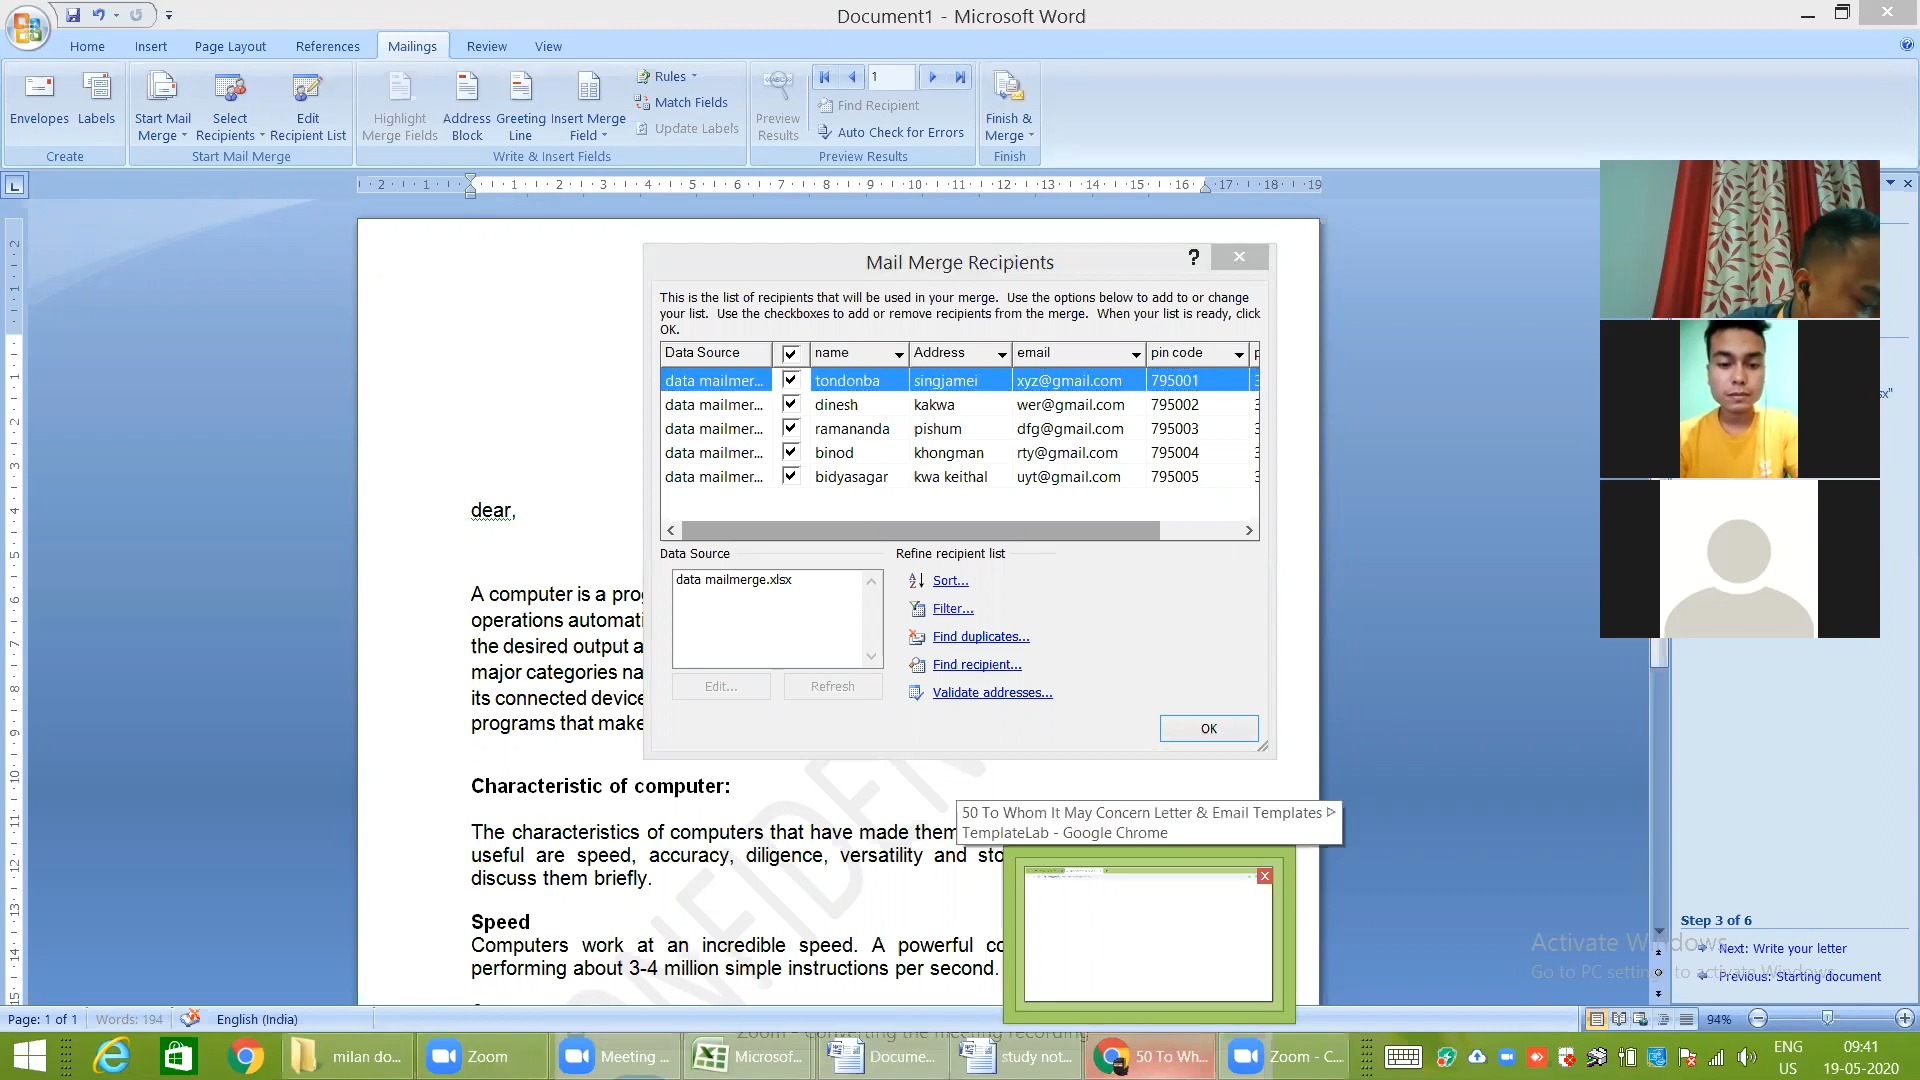 Document1 - Microsoft Word
Home Insert Page Layout References Mailings Review View
Envelopes Labels
Start Mail Merge Select Recipients Edit Recipient List
Highlight Merge Fields Address Block Greeting Line Insert Merge Field
Rules
Match Fields
Update Labels
Preview Results
1
Find Recipient
Auto Check for Errors
Finish & Merge
Create Start Mail Merge Write & Insert Fields Preview Results Finish
Mail Merge Recipients
This is the list of recipients that will be used in your merge. Use the options below to add to or change
your list. Use the checkboxes to add or remove recipients from the merge. When your list is ready, click
OK.
Data Source name Address email pin code
data mailmer... tondonba singjamei xyz@gmail.com 795001
data mailmer... dinesh kakwa wer@gmail.com 795002
data mailmer... ramananda pishum dfg@gmail.com 795003
data mailmer... binod khongman rty@gmail.com 795004
data mailmer... bidyasagar kwa keithal uyt@gmail.com 795005
Data Source
data mailmerge.xlsx
Edit... Refresh
Refine recipient list
Sort...
Filter...
Find duplicates...
Find recipient...
Validate addresses...
OK
dear,
A computer is a pro
operations automati
the desired output a
major categories na
its connected device
programs that make
Characteristic of computer:
The characteristics of computers that have made them
useful are speed, accuracy, diligence, versatility and sto
discuss them briefly.
Speed
Computers work at an incredible speed. A powerful co
performing about 3-4 million simple instructions per second.
50 To Whom It May Concern Letter & Email Templates ᐅ
TemplateLab - Google Chrome
Step 3 of 6
Next: Write your letter
Previous: Starting document
Activate Windows
Go to PC settings to activate Windows.
Page: 1 of 1 Words: 194 English (India) 94%
Zoom - Converting the meeting recording
milan do... Zoom Meeting ... Microsof... Docume... study not... 50 To Wh... Zoom - C...
ENG
US
09:41
19-05-2020